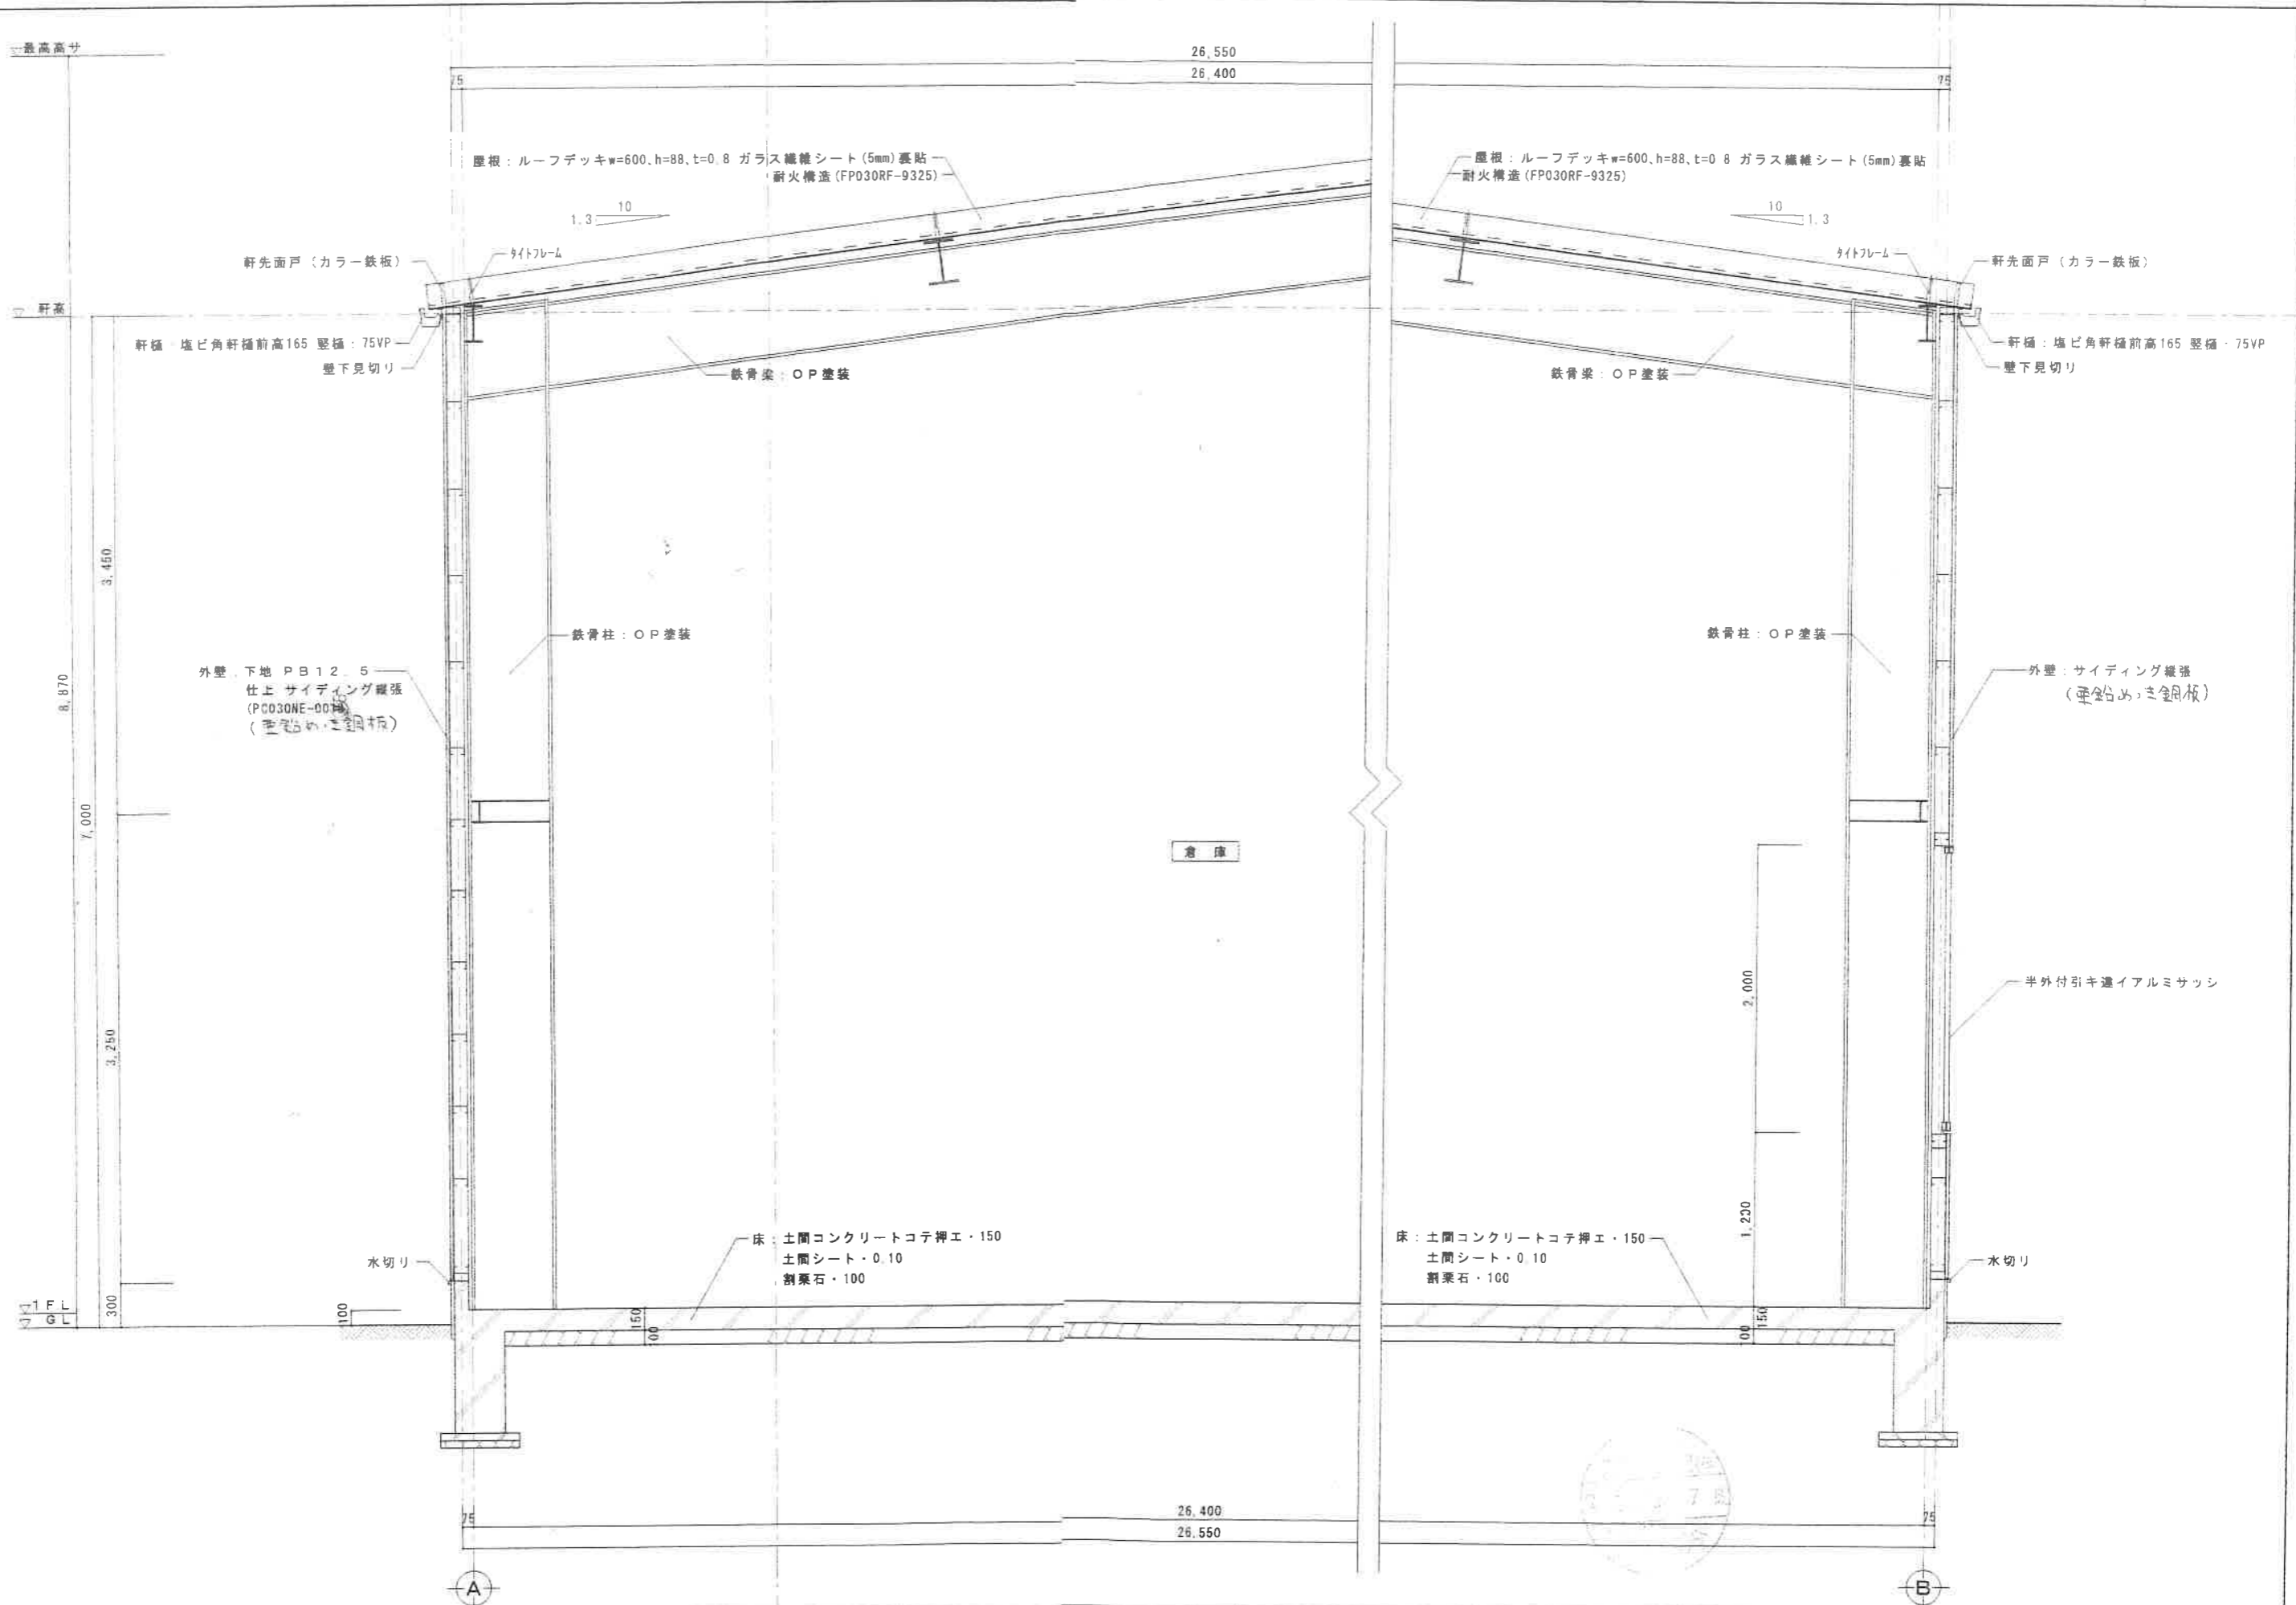 最高高サ
26,550
26,400
75
75
屋根：ルーフデッキw=600,h=88,t=0.8 ガラス繊維シート(5mm)裏貼
耐火構造(FP030RF-9325)
屋根：ルーフデッキw=600,h=88,t=0.8 ガラス繊維シート(5mm)裏貼
耐火構造(FP030RF-9325)
10
1.3
10
1.3
軒先面戸（カラー鉄板）
タイトフレーム
タイトフレーム
軒先面戸（カラー鉄板）
軒高
軒樋 塩ビ角軒樋前高165 竪樋：75VP
壁下見切り
鉄骨梁：ＯＰ塗装
鉄骨梁：ＯＰ塗装
軒樋：塩ビ角軒樋前高165 竪樋・75VP
壁下見切り
3,450
8,870
7,000
3,250
300
鉄骨柱：ＯＰ塗装
鉄骨柱：ＯＰ塗装
外壁 下地 ＰＢ１２．５
仕上 サイディング縦張
(PC030NE-00
(亜鉛めっき鋼板)
外壁：サイディング縦張
(亜鉛めっき鋼板)
倉庫
2,000
1,200
半外付引キ違イアルミサッシ
床：土間コンクリートコテ押エ・150
土間シート・0.10
割栗石・100
床：土間コンクリートコテ押エ・150
土間シート・0.10
割栗石・100
水切り
水切り
1ＦＬ
ＧＬ
100
150
100
150
100
26,400
26,550
75
75
A
B